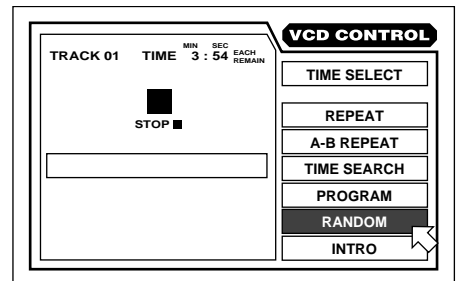 VCD CONTROL
MIN SEC
TRACK 01 TIME 3 : 54 EACH REMAIN
TIME SELECT
STOP
REPEAT
A-B REPEAT
TIME SEARCH
PROGRAM
RANDOM
INTRO